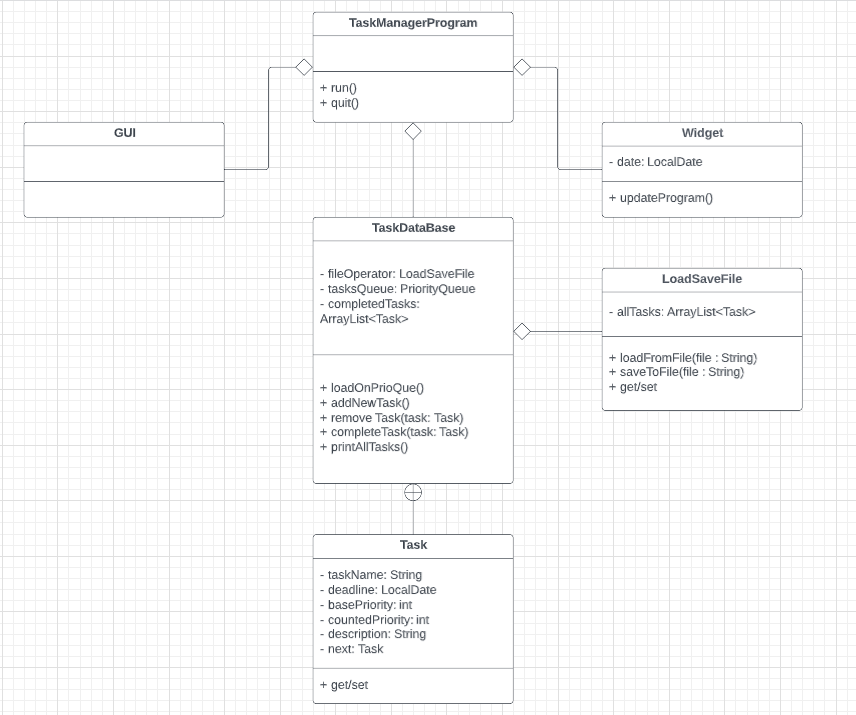 TaskManagerProgram
+ run()
+ quit()
GUI
Widget
- date: LocalDate
+ updateProgram()
TaskDataBase
- fileOperator: LoadSaveFile
- tasksQueue: PriorityQueue
- completedTasks:
ArrayList<Task>
+ loadOnPrioQue()
+ addNewTask()
+ remove Task(task: Task)
+ completeTask(task: Task)
+ printAllTasks()
LoadSaveFile
- allTasks: ArrayList<Task>
+ loadFromFile(file : String)
+ saveToFile(file : String)
+ get/set
Task
- taskName: String
- deadline: LocalDate
- basePriority: int
- countedPriority: int
- description: String
- next: Task
+ get/set